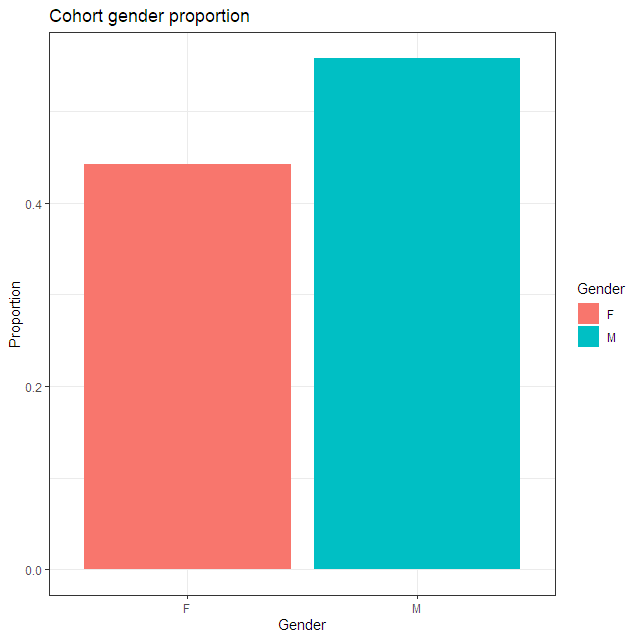 Cohort gender proportion
Proportion
0.4
0.2
0.0
F
M
Gender
Gender
F
M